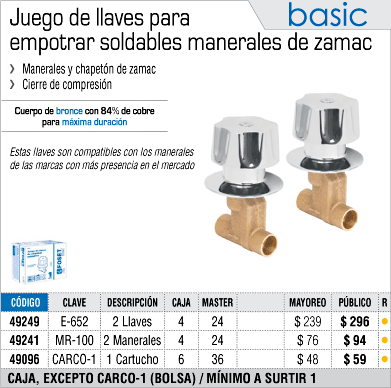 Juego de llaves para
empotrar soldables manerales de zamac
basic
❯ Manerales y chapetón de zamac
❯ Cierre de compresión
Cuerpo de bronce con 84% de cobre
para máxima duración
Estas llaves son compatibles con los manerales
de las marcas con más presencia en el mercado
FOSET
CÓDIGO CLAVE DESCRIPCIÓN CAJA MASTER MAYOREO PÚBLICO R
49249 E-652 2 Llaves 4 24 $ 239 $ 296 ●
49241 MR-100 2 Manerales 4 24 $ 76 $ 94 ●
49096 CARCO-1 1 Cartucho 6 36 $ 48 $ 59 ●
CAJA, EXCEPTO CARCO-1 (BOLSA) / MÍNIMO A SURTIR 1